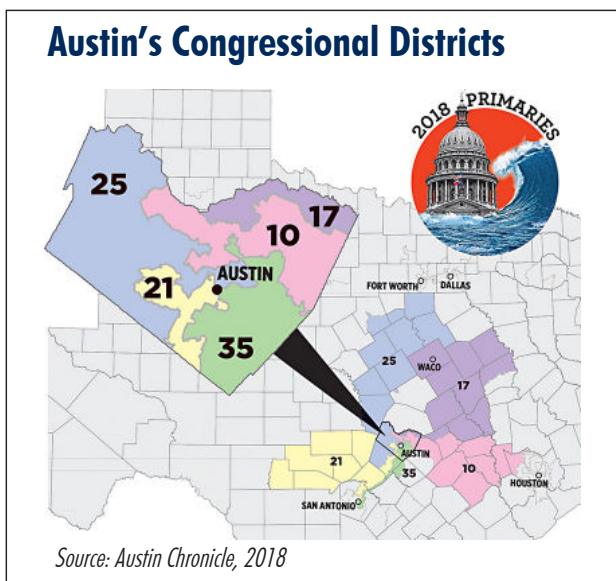 Austin's Congressional Districts
2018 PRIMARIES
25
17
10
21
AUSTIN
35
FORT WORTH
DALLAS
25
WACO
17
AUSTIN
21
35
10
HOUSTON
SAN ANTONIO
Source: Austin Chronicle, 2018